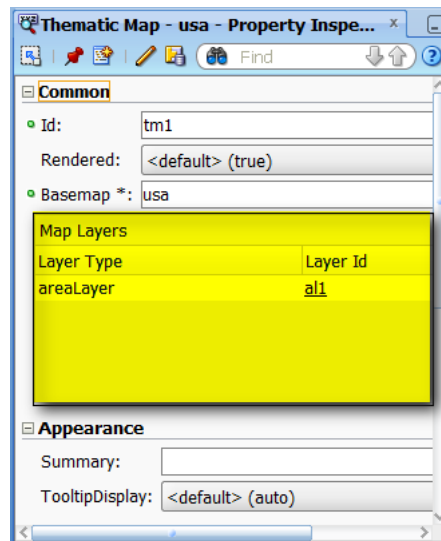 Thematic Map - usa - Property Inspe...
Find
Common
Id: tm1
Rendered: <default> (true)
Basemap *: usa
Map Layers
Layer Type Layer Id
areaLayer al1
Appearance
Summary:
TooltipDisplay: <default> (auto)